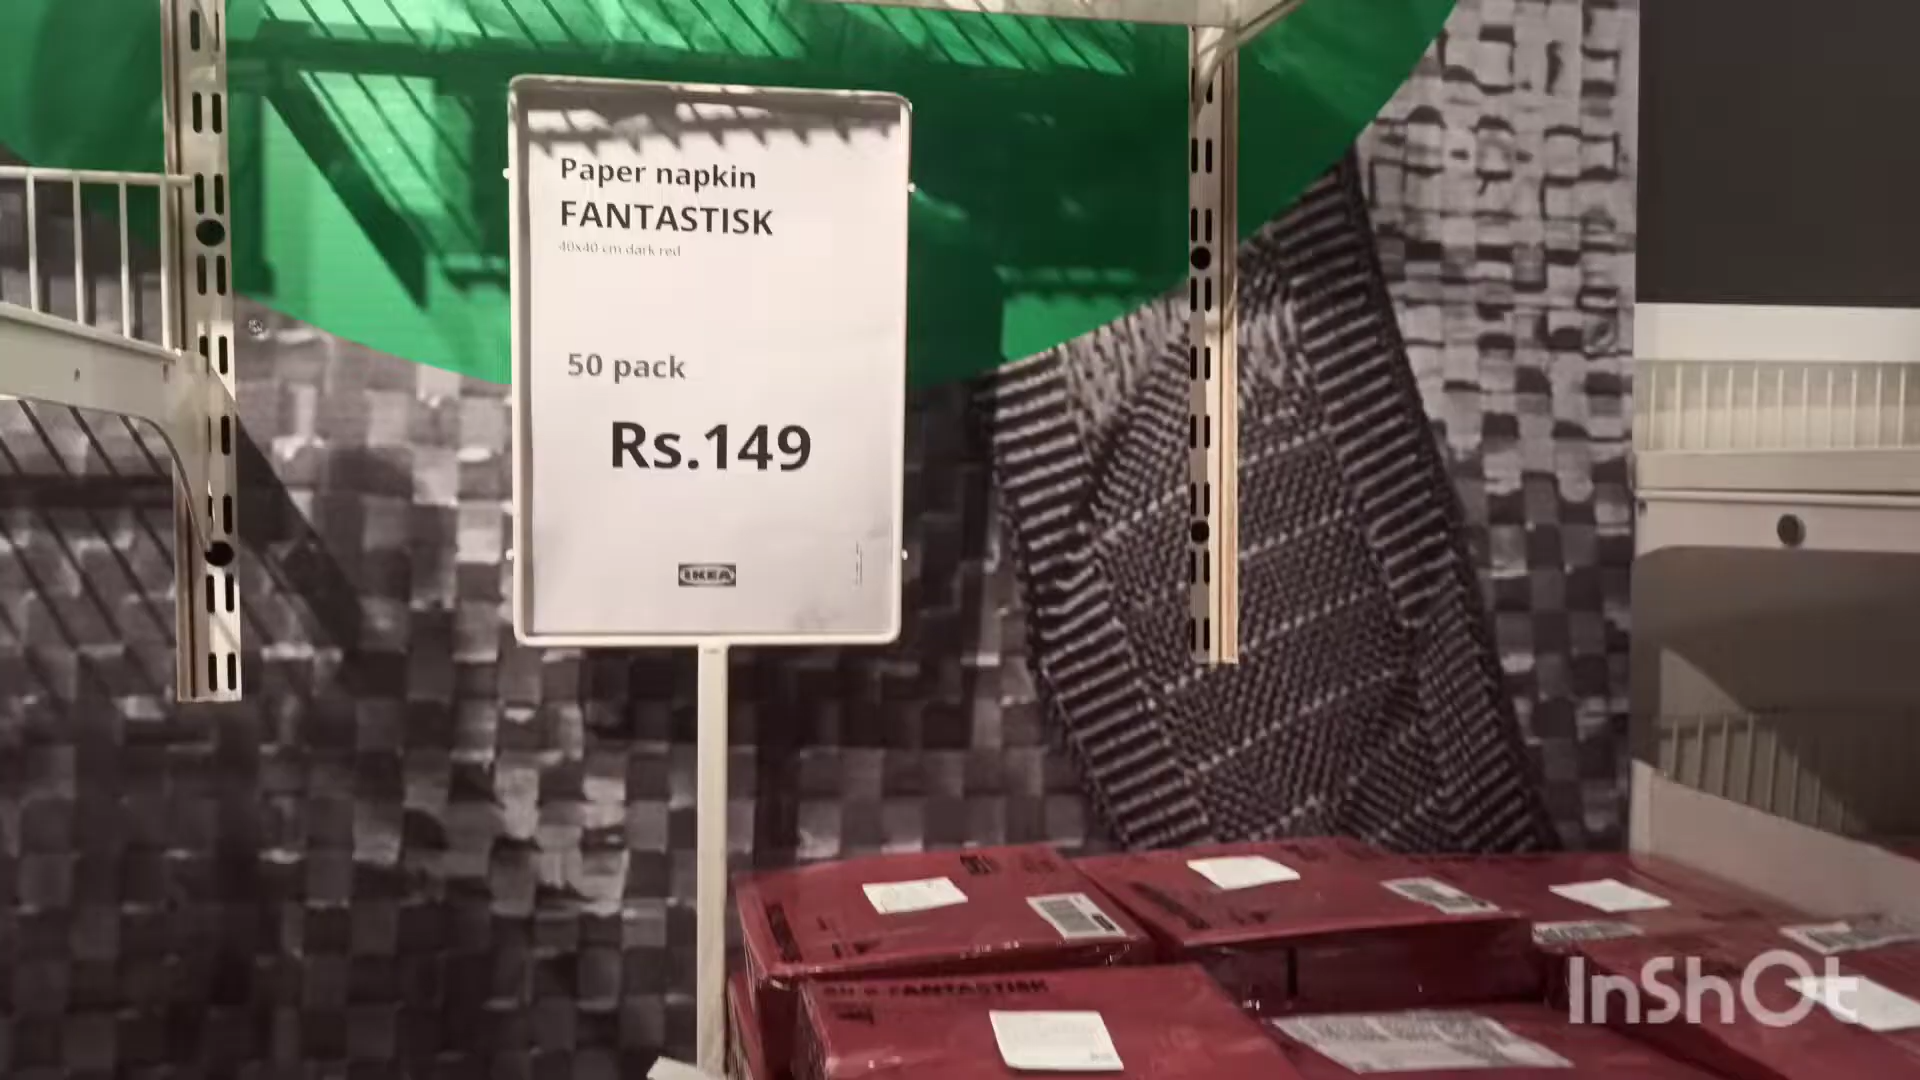 Paper napkin
FANTASTISK
40x40 cm dark red
50 pack
Rs.149
IKEA
FANTASTISK
InShOt